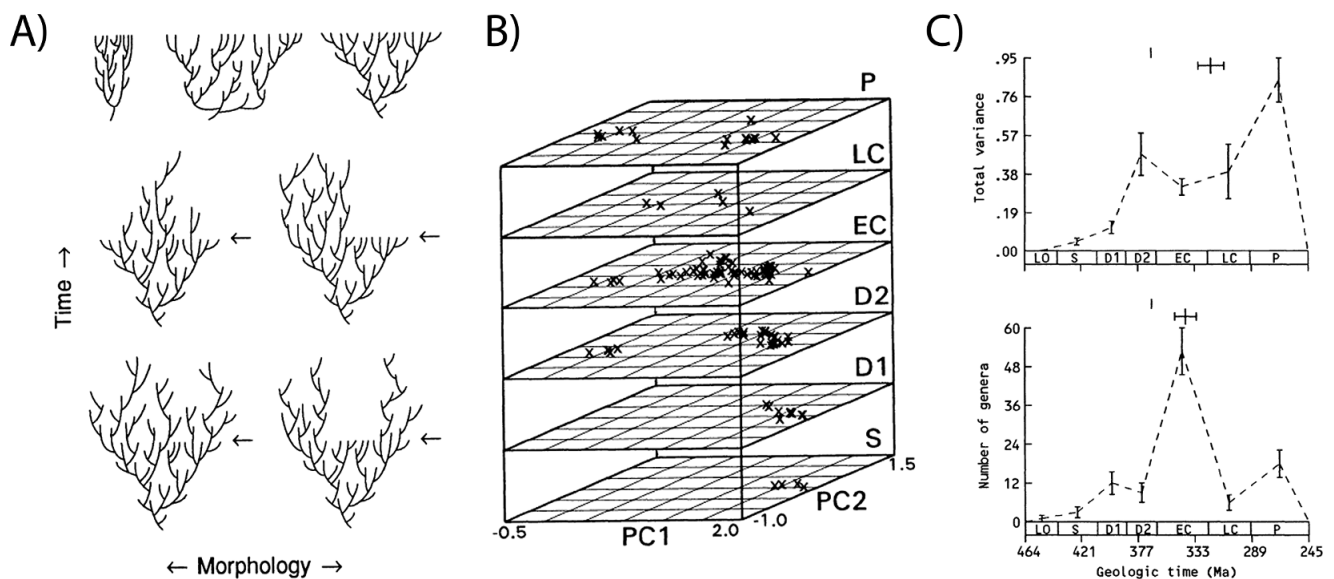 A)
Time →
← Morphology →
B)
P
LC
EC
D2
D1
S
1.5
PC2
-1.0
2.0
PC1
-0.5
C)
Total variance
.95
.76
.57
.38
.19
.00
LO S D1 D2 EC LC P
Number of genera
60
48
36
24
12
0
LO S D1 D2 EC LC P
464 421 377 333 289 245
Geologic time (Ma)